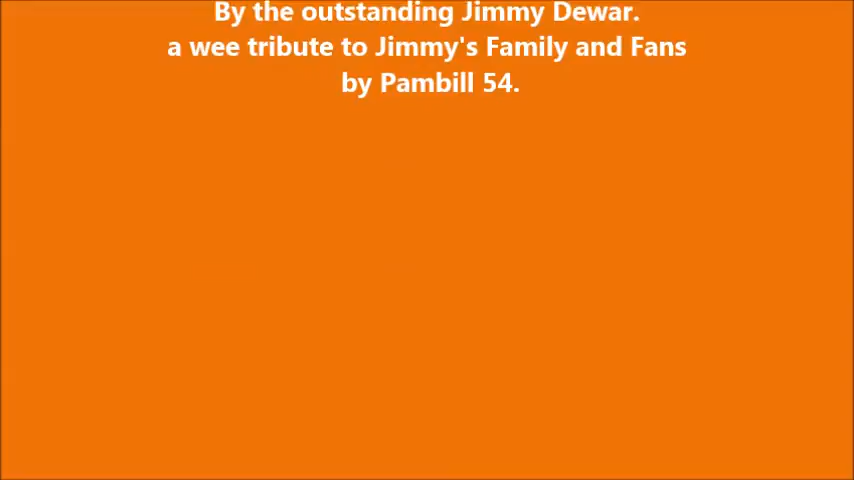 By the outstanding Jimmy Dewar.
a wee tribute to Jimmy's Family and Fans
by Pambill 54.